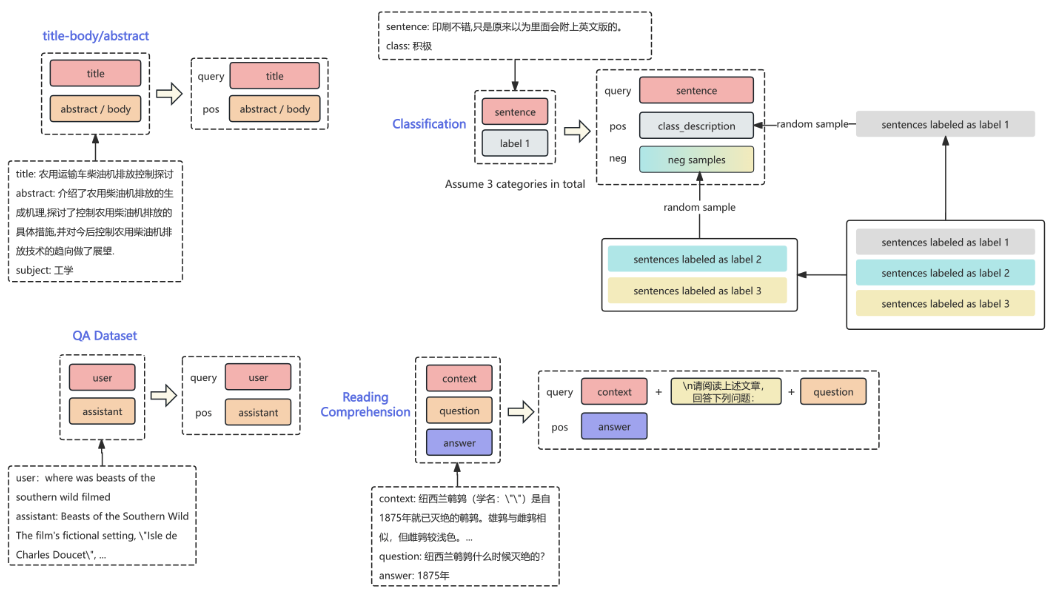 title-body/abstract
title
abstract / body
query
title
pos
abstract / body
title: 农用运输车柴油机排放控制探讨
abstract: 介绍了农用柴油机排放的生
成机理,探讨了控制农用柴油机排放的
具体措施,并对今后控制农用柴油机排
放技术的趋向做了展望.
subject: 工学
sentence: 印刷不错,只是原来以为里面会附上英文版的。
class: 积极
Classification
sentence
label 1
Assume 3 categories in total
query
sentence
pos
class_description
neg
neg samples
random sample
sentences labeled as label 1
random sample
sentences labeled as label 2
sentences labeled as label 3
sentences labeled as label 1
sentences labeled as label 2
sentences labeled as label 3
QA Dataset
user
assistant
query
user
pos
assistant
user: where was beasts of the
southern wild filmed
assistant: Beasts of the Southern Wild
The film's fictional setting, \"Isle de
Charles Doucet\", ...
Reading
Comprehension
context
question
answer
query
context
+
\n请阅读上述文章,
回答下列问题:
+
question
pos
answer
context: 纽西兰鹌鹑（学名：\"\"）是自
1875年就已灭绝的鹌鹑。雄鹑与雌鹑相
似，但雌鹑较浅色。...
question: 纽西兰鹌鹑什么时候灭绝的?
answer: 1875年